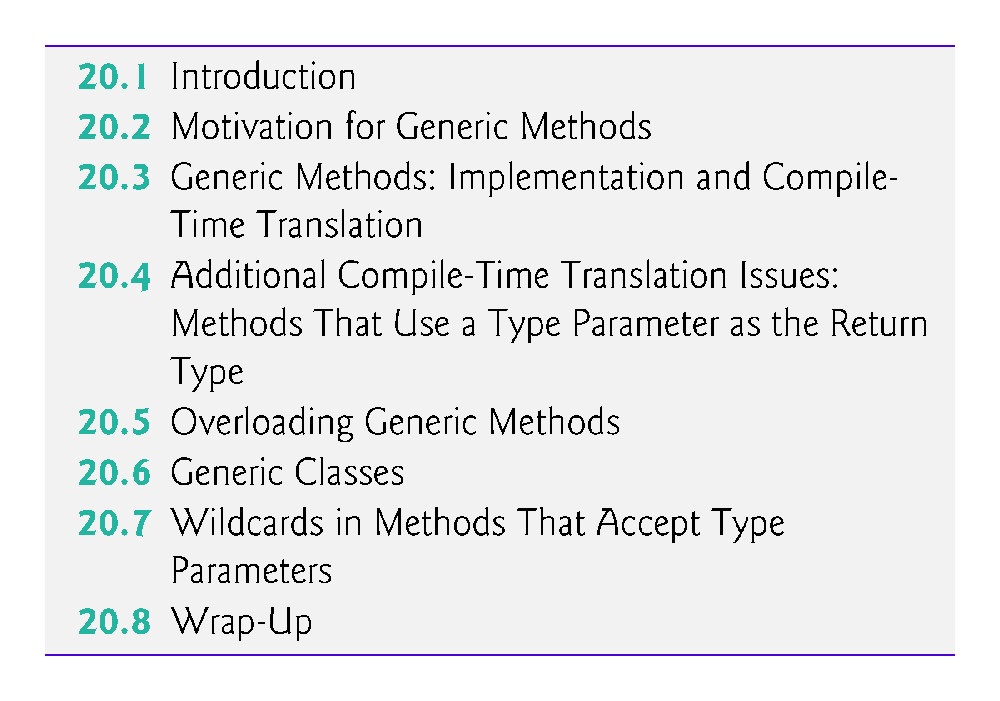 20.1 Introduction
20.2 Motivation for Generic Methods
20.3 Generic Methods: Implementation and Compile-
Time Translation
20.4 Additional Compile-Time Translation Issues:
Methods That Use a Type Parameter as the Return
Type
20.5 Overloading Generic Methods
20.6 Generic Classes
20.7 Wildcards in Methods That Accept Type
Parameters
20.8 Wrap-Up